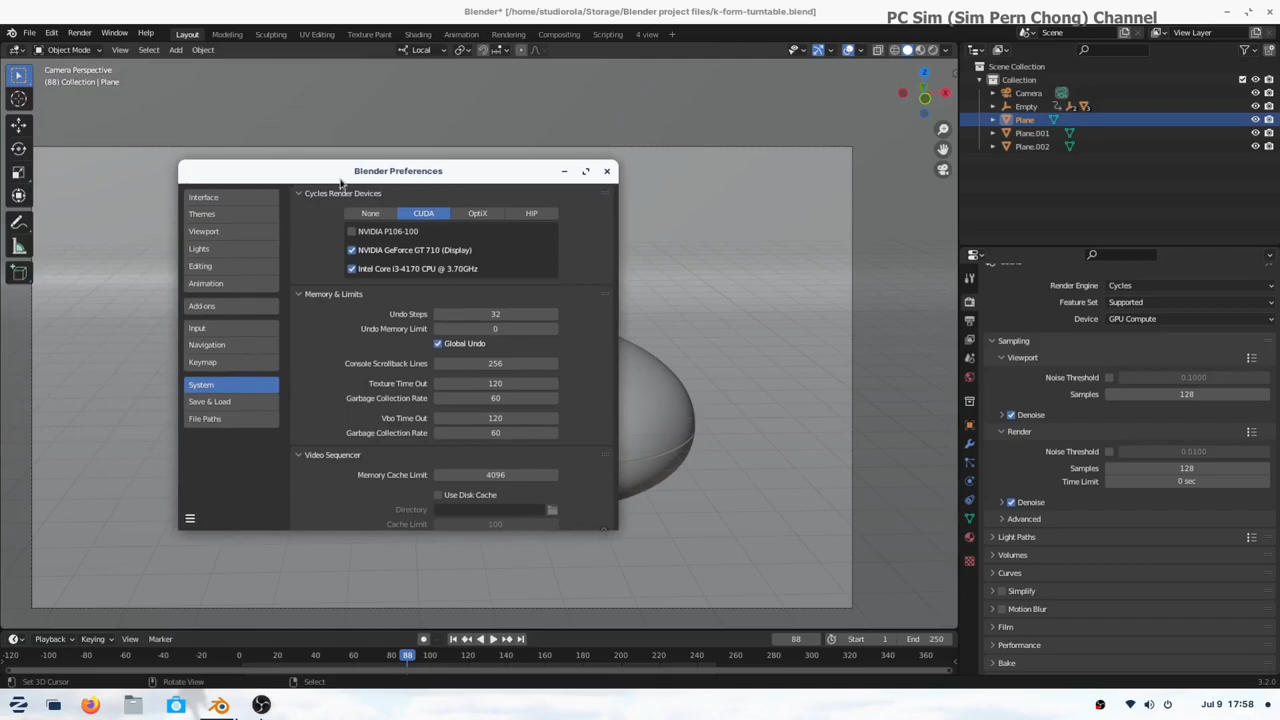 Blender* [/home/studiorola/Storage/Blender project files/k-form-turntable.blend]
PC Sim (Sim Pern Chong) Channel
File Edit Render Window Help Layout Modeling Sculpting UV Editing Texture Paint Shading Animation Rendering Compositing Scripting 4 view + Scene View Layer
Object Mode View Select Add Object Local
Camera Perspective
(88) Collection | Plane
Z
X
Scene Collection
Collection
Camera
Empty 2 3
Plane
Plane.001
Plane.002
Blender Preferences
Interface
Themes
Viewport
Lights
Editing
Animation
Add-ons
Input
Navigation
Keymap
System
Save & Load
File Paths
Cycles Render Devices
None CUDA OptiX HIP
NVIDIA P106-100
NVIDIA GeForce GT 710 (Display)
Intel Core i3-4170 CPU @ 3.70GHz
Memory & Limits
Undo Steps 32
Undo Memory Limit 0
Global Undo
Console Scrollback Lines 256
Texture Time Out 120
Garbage Collection Rate 60
Vbo Time Out 120
Garbage Collection Rate 60
Video Sequencer
Memory Cache Limit 4096
Use Disk Cache
Directory
Cache Limit 100
Render Engine Cycles
Feature Set Supported
Device GPU Compute
Sampling
Viewport
Noise Threshold 0.1000
Samples 128
Denoise
Render
Noise Threshold 0.0100
Samples 128
Time Limit 0 sec
Denoise
Advanced
Light Paths
Volumes
Curves
Simplify
Motion Blur
Film
Performance
Bake
Playback Keying View Marker 88 Start 1 End 250
-120 -100 -80 -60 -40 -20 0 20 40 60 80 88 100 120 140 160 180 200 220 240 260 280 300 320 340 360
Set 3D Cursor Rotate View Select 3.2.0
Jul 9 17:58